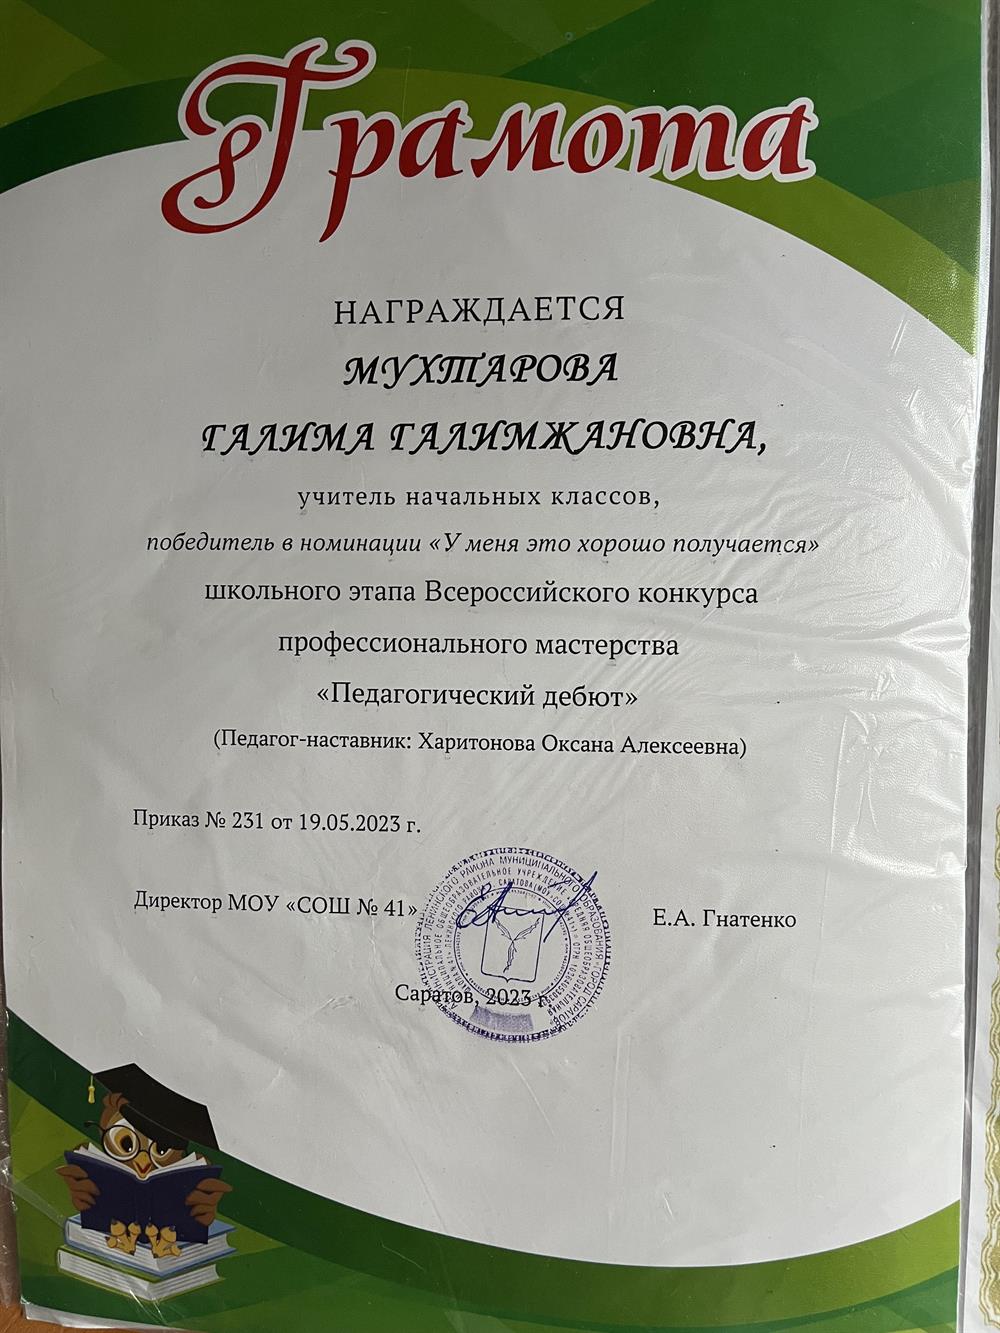 Грамота
НАГРАЖДАЕТСЯ
МУХТАРОВА
ГАЛИМА ГАЛИМЖАНОВНА,
учитель начальных классов,
победитель в номинации «У меня это хорошо получается»
школьного этапа Всероссийского конкурса
профессионального мастерства
«Педагогический дебют»
(Педагог-наставник: Харитонова Оксана Алексеевна)
Приказ № 231 от 19.05.2023 г.
Директор МОУ «СОШ № 41»
Е.А. Гнатенко
Саратов, 2023 г.